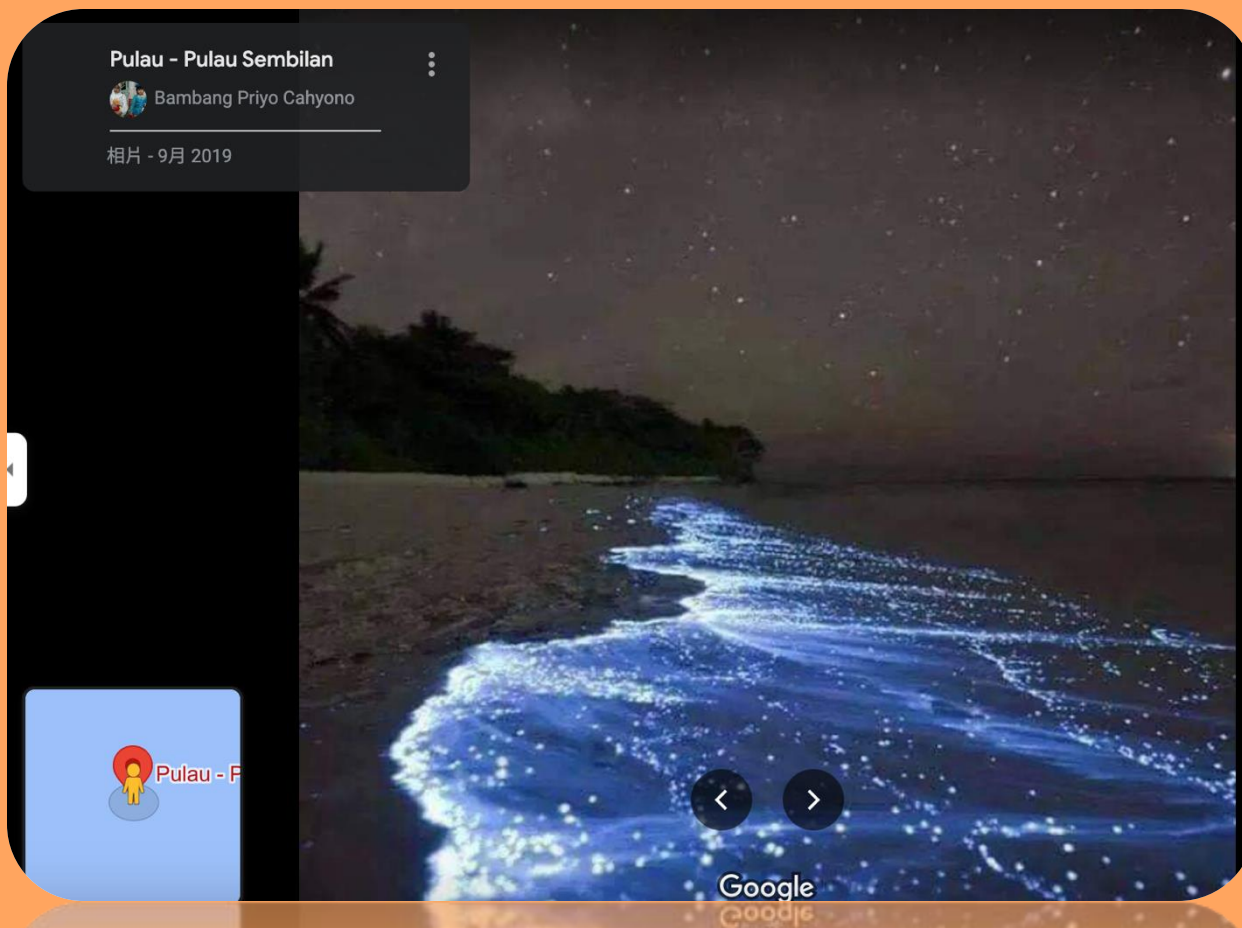 Pulau - Pulau Sembilan
Bambang Priyo Cahyono
相片 - 9月 2019
Pulau - P
Google